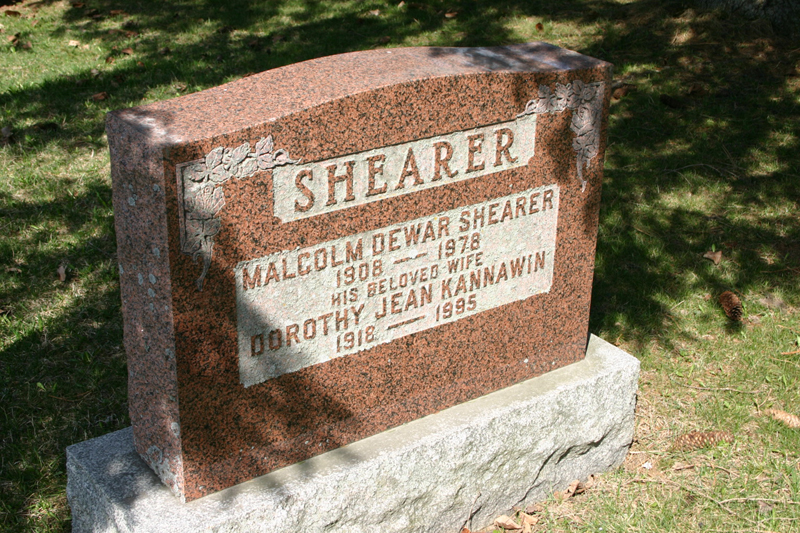 SHEARER
MALCOLM DEWAR SHEARER
1908 — 1978
HIS BELOVED WIFE
DOROTHY JEAN KANNAWIN
1918 — 1995